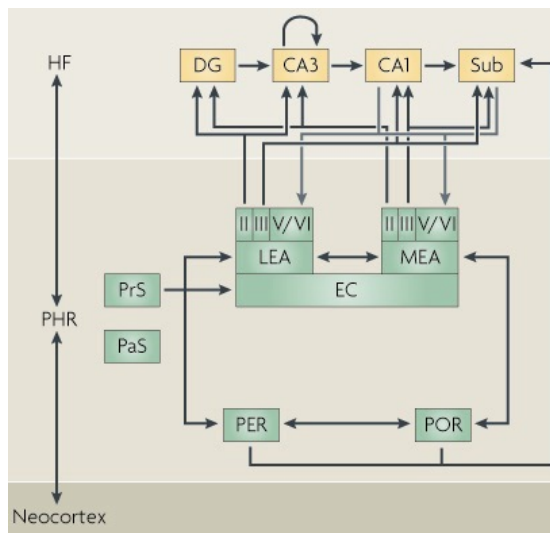 HF
DG CA3 CA1 Sub
II III V/VI II III V/VI
LEA MEA
PrS EC
PHR
PaS
PER POR
Neocortex